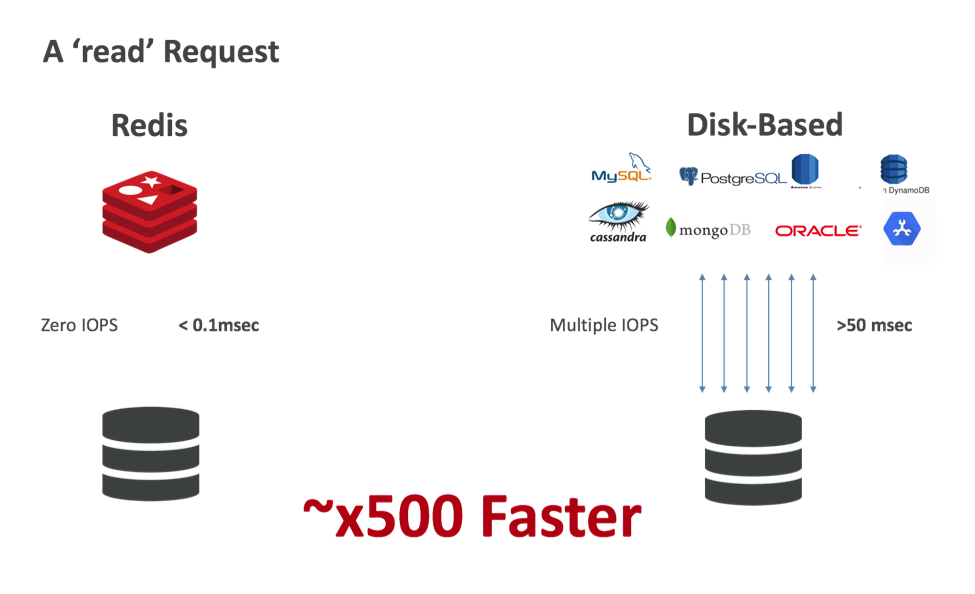 A ‘read’ Request
Redis
Disk-Based
MySQL
PostgreSQL
n DynamoDB
cassandra
mongoDB
ORACLE
Zero IOPS
< 0.1msec
Multiple IOPS
>50 msec
~x500 Faster